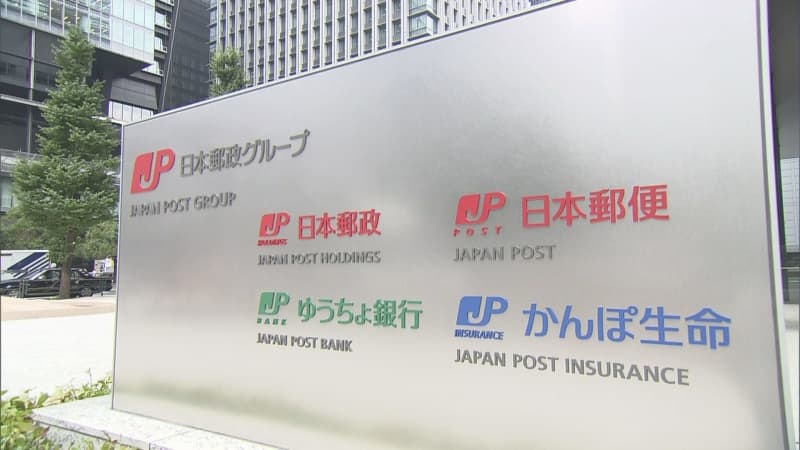 JP 日本郵政グループ
JAPAN POST GROUP
JP 日本郵政
HOLDINGS
JAPAN POST HOLDINGS
JP 日本郵便
POST
JAPAN POST
JP ゆうちょ銀行
BANK
JAPAN POST BANK
JP かんぽ生命
INSURANCE
JAPAN POST INSURANCE